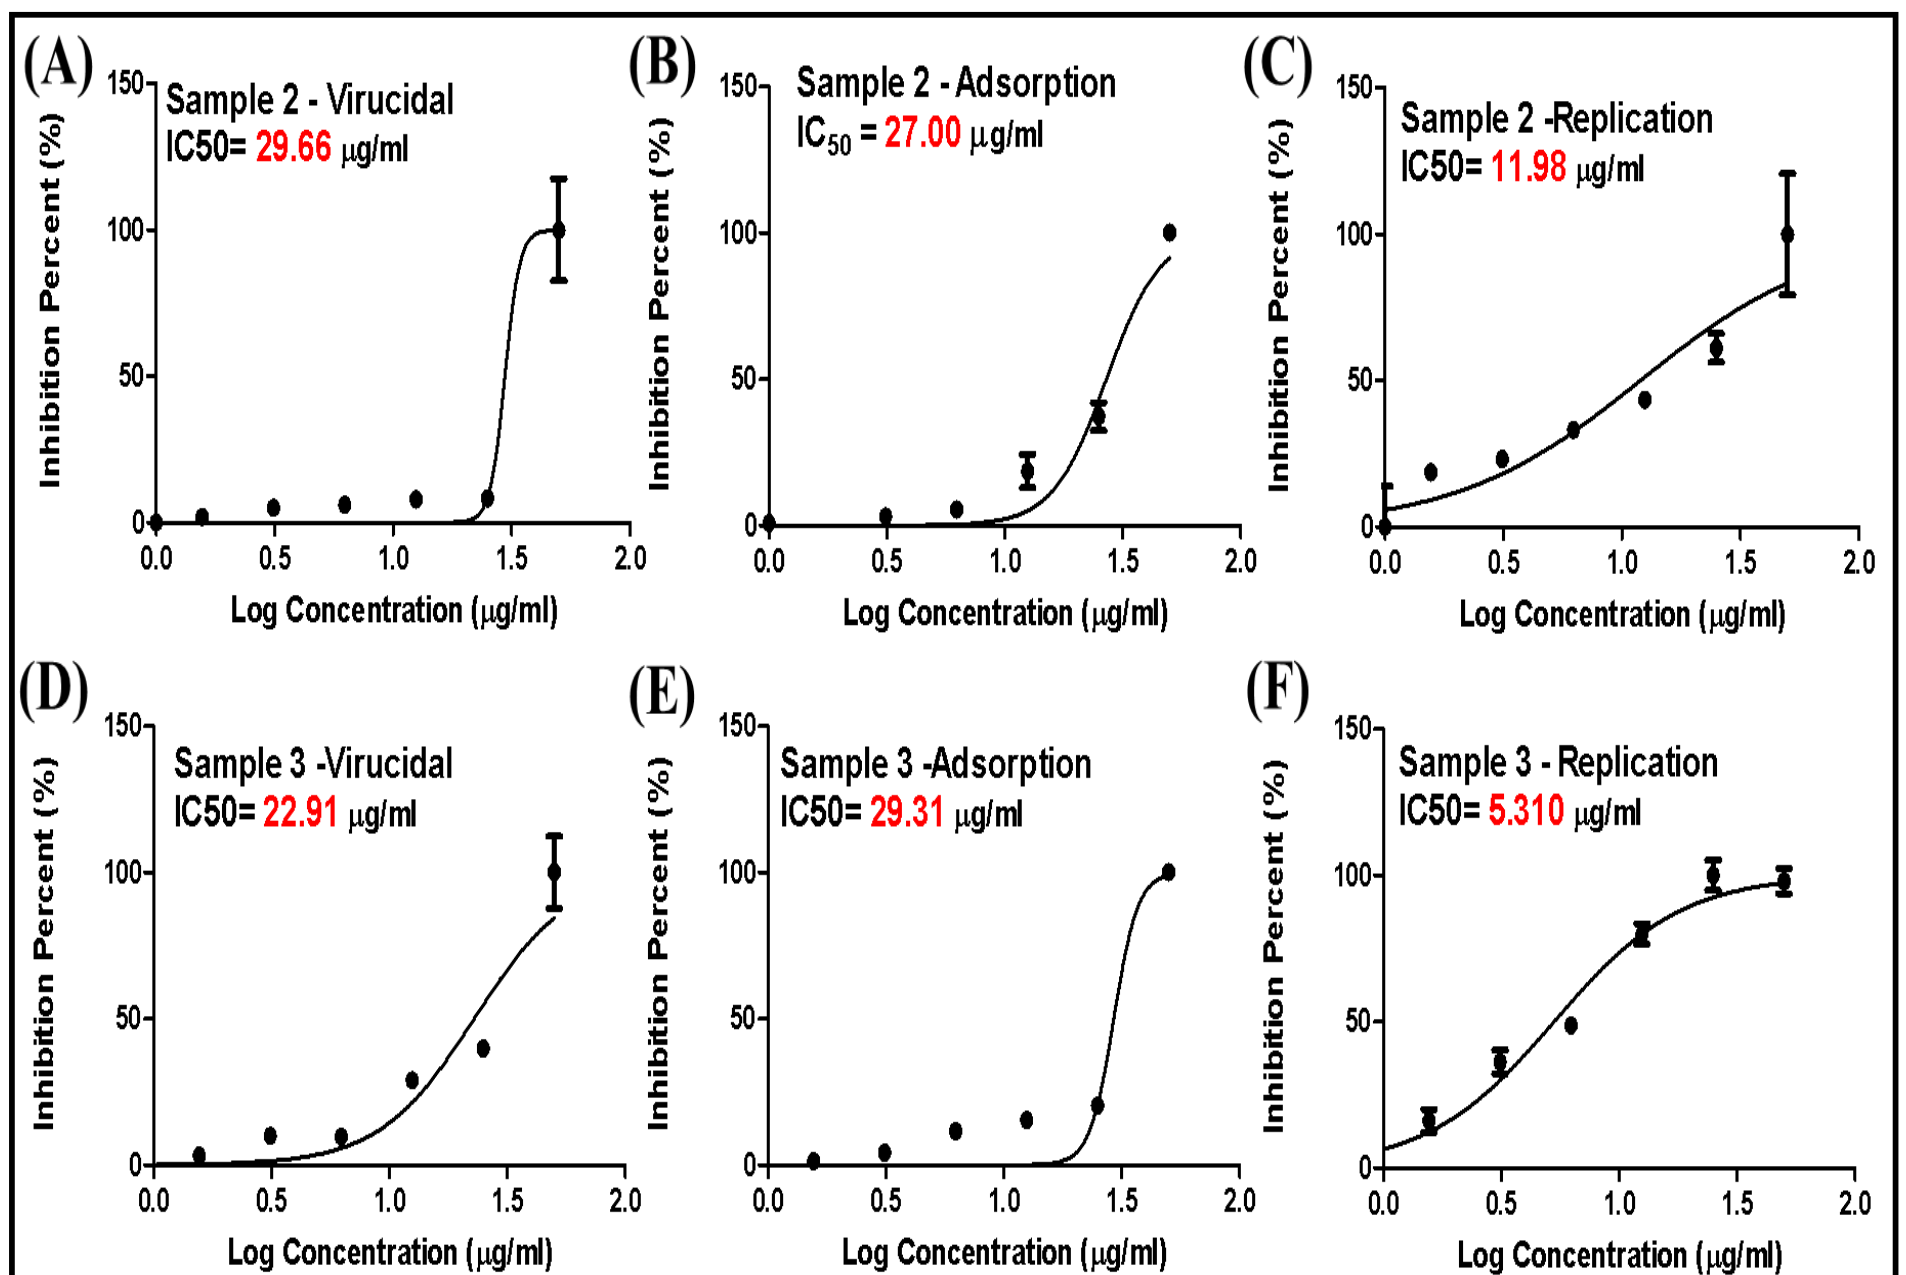 (A)
Sample 2 - Virucidal
IC50= 29.66 µg/ml
Inhibition Percent (%)
150
100
50
0
0.0 0.5 1.0 1.5 2.0
Log Concentration (µg/ml)
(B)
Sample 2 - Adsorption
IC50 = 27.00 µg/ml
Inhibition Percent (%)
150
100
50
0
0.0 0.5 1.0 1.5 2.0
Log Concentration (µg/ml)
(C)
Sample 2 -Replication
IC50= 11.98 µg/ml
Inhibition Percent (%)
150
100
50
0
0.0 0.5 1.0 1.5 2.0
Log Concentration (µg/ml)
(D)
Sample 3 -Virucidal
IC50= 22.91 µg/ml
Inhibition Percent (%)
150
100
50
0
0.0 0.5 1.0 1.5 2.0
Log Concentration (µg/ml)
(E)
Sample 3 -Adsorption
IC50= 29.31 µg/ml
Inhibition Percent (%)
150
100
50
0
0.0 0.5 1.0 1.5 2.0
Log Concentration (µg/ml)
(F)
Sample 3 - Replication
IC50= 5.310 µg/ml
Inhibition Percent (%)
150
100
50
0
0.0 0.5 1.0 1.5 2.0
Log Concentration (µg/ml)